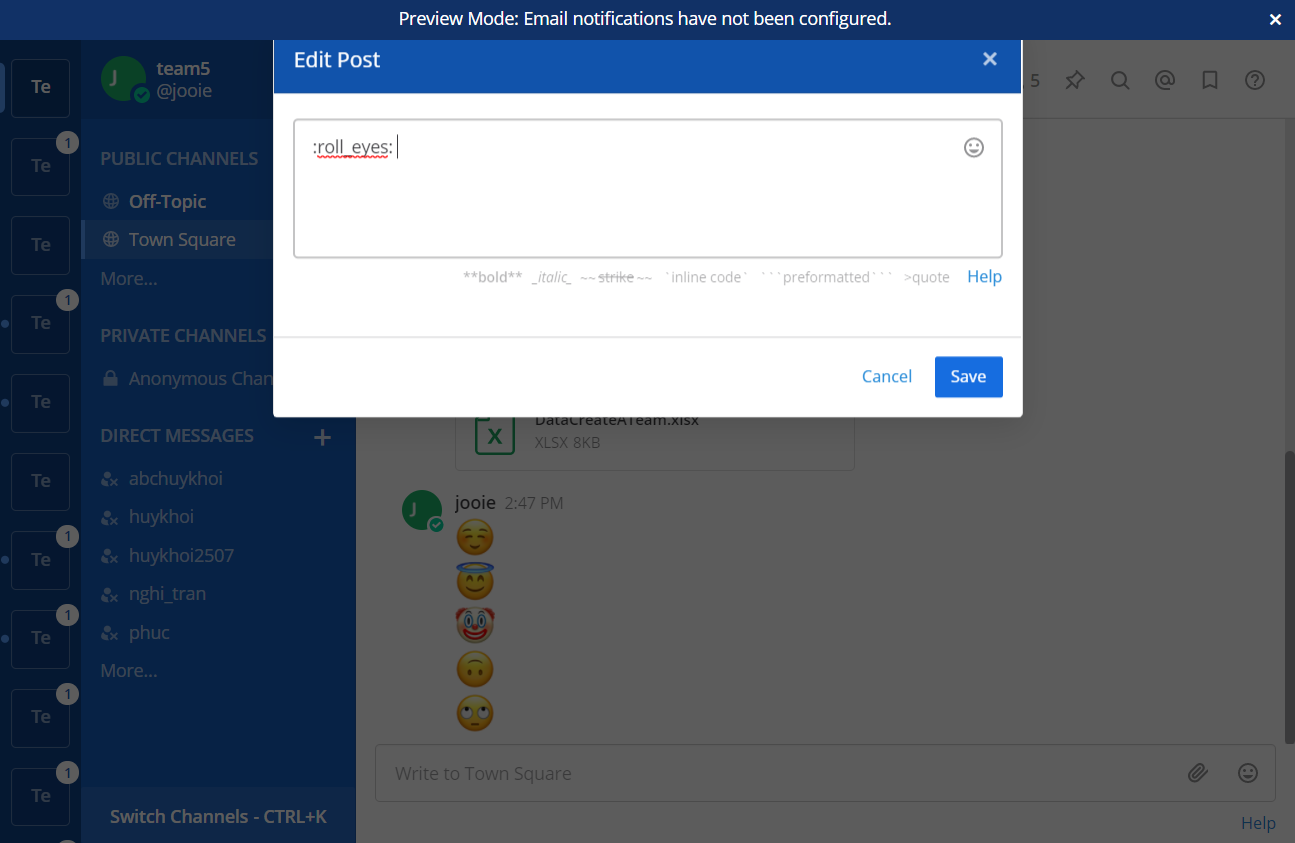 Preview Mode: Email notifications have not been configured.
×
Te
Te
1
Te
Te
1
Te
Te
Te
1
Te
1
Te
1
Te
1
J
team5
@jooie
PUBLIC CHANNELS
Off-Topic
Town Square
More...
PRIVATE CHANNELS
Anonymous Chan
DIRECT MESSAGES
+
abchuykhoi
huykhoi
huykhoi2507
nghi_tran
phuc
More...
Switch Channels - CTRL+K
5
Edit Post
×
:roll_eyes:
**bold** _italic_ ~~strike~~ `inline code` ```preformatted``` >quote Help
Cancel
Save
DataCreateATeam.xlsx
X
XLSX 8KB
J
jooie 2:47 PM
Write to Town Square
Help